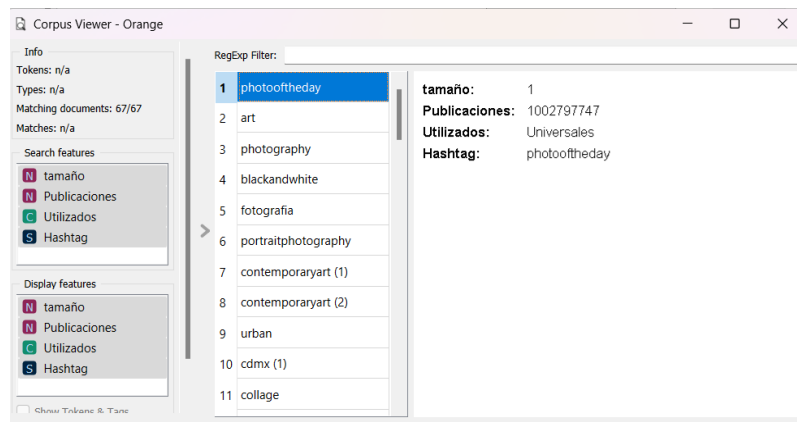 Corpus Viewer - Orange
Info
Tokens: n/a
Types: n/a
Matching documents: 67/67
Matches: n/a
Search features
N tamaño
N Publicaciones
C Utilizados
S Hashtag
Display features
N tamaño
N Publicaciones
C Utilizados
S Hashtag
Show Tokens & Tags
RegExp Filter:
1 photooftheday
2 art
3 photography
4 blackandwhite
5 fotografia
6 portraitphotography
7 contemporaryart (1)
8 contemporaryart (2)
9 urban
10 cdmx (1)
11 collage
tamaño: 1
Publicaciones: 1002797747
Utilizados: Universales
Hashtag: photooftheday